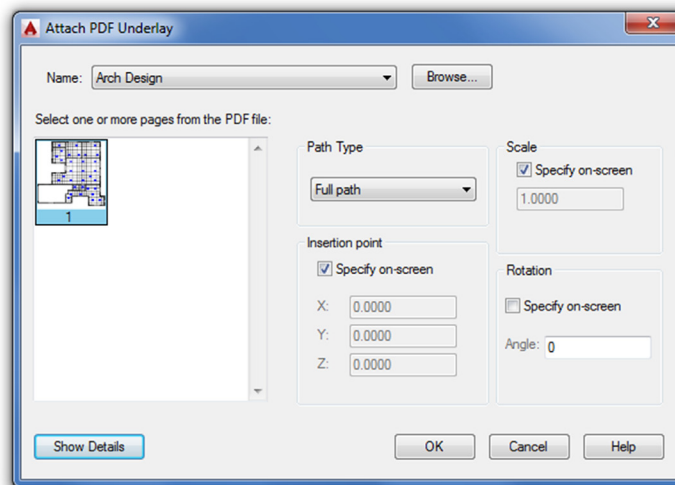 Attach PDF Underlay
Name: Arch Design Browse...
Select one or more pages from the PDF file:
1
Path Type
Full path
Scale
Specify on-screen
1.0000
Insertion point
Specify on-screen
X: 0.0000
Y: 0.0000
Z: 0.0000
Rotation
Specify on-screen
Angle: 0
Show Details OK Cancel Help